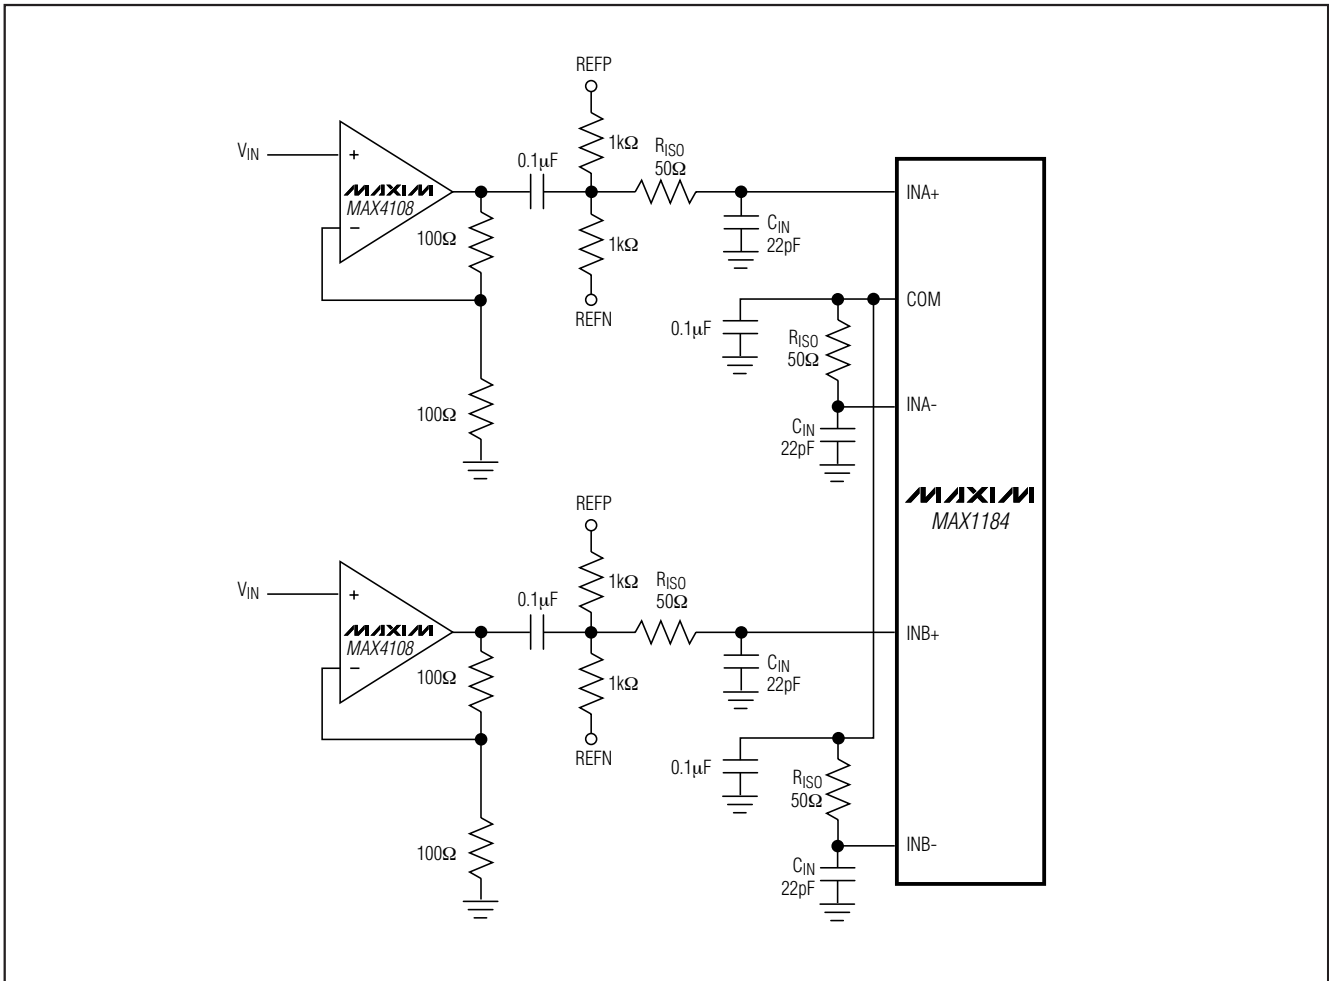 REFP
VIN
+
MAXIM
MAX4108
−
0.1μF
1kΩ
RISO
50Ω
INA+
100Ω
1kΩ
CIN
22pF
REFN
COM
0.1μF
RISO
50Ω
100Ω
INA-
CIN
22pF
MAXIM
MAX1184
REFP
VIN
+
MAXIM
MAX4108
−
0.1μF
1kΩ
RISO
50Ω
INB+
100Ω
1kΩ
CIN
22pF
REFN
0.1μF
RISO
50Ω
100Ω
INB-
CIN
22pF